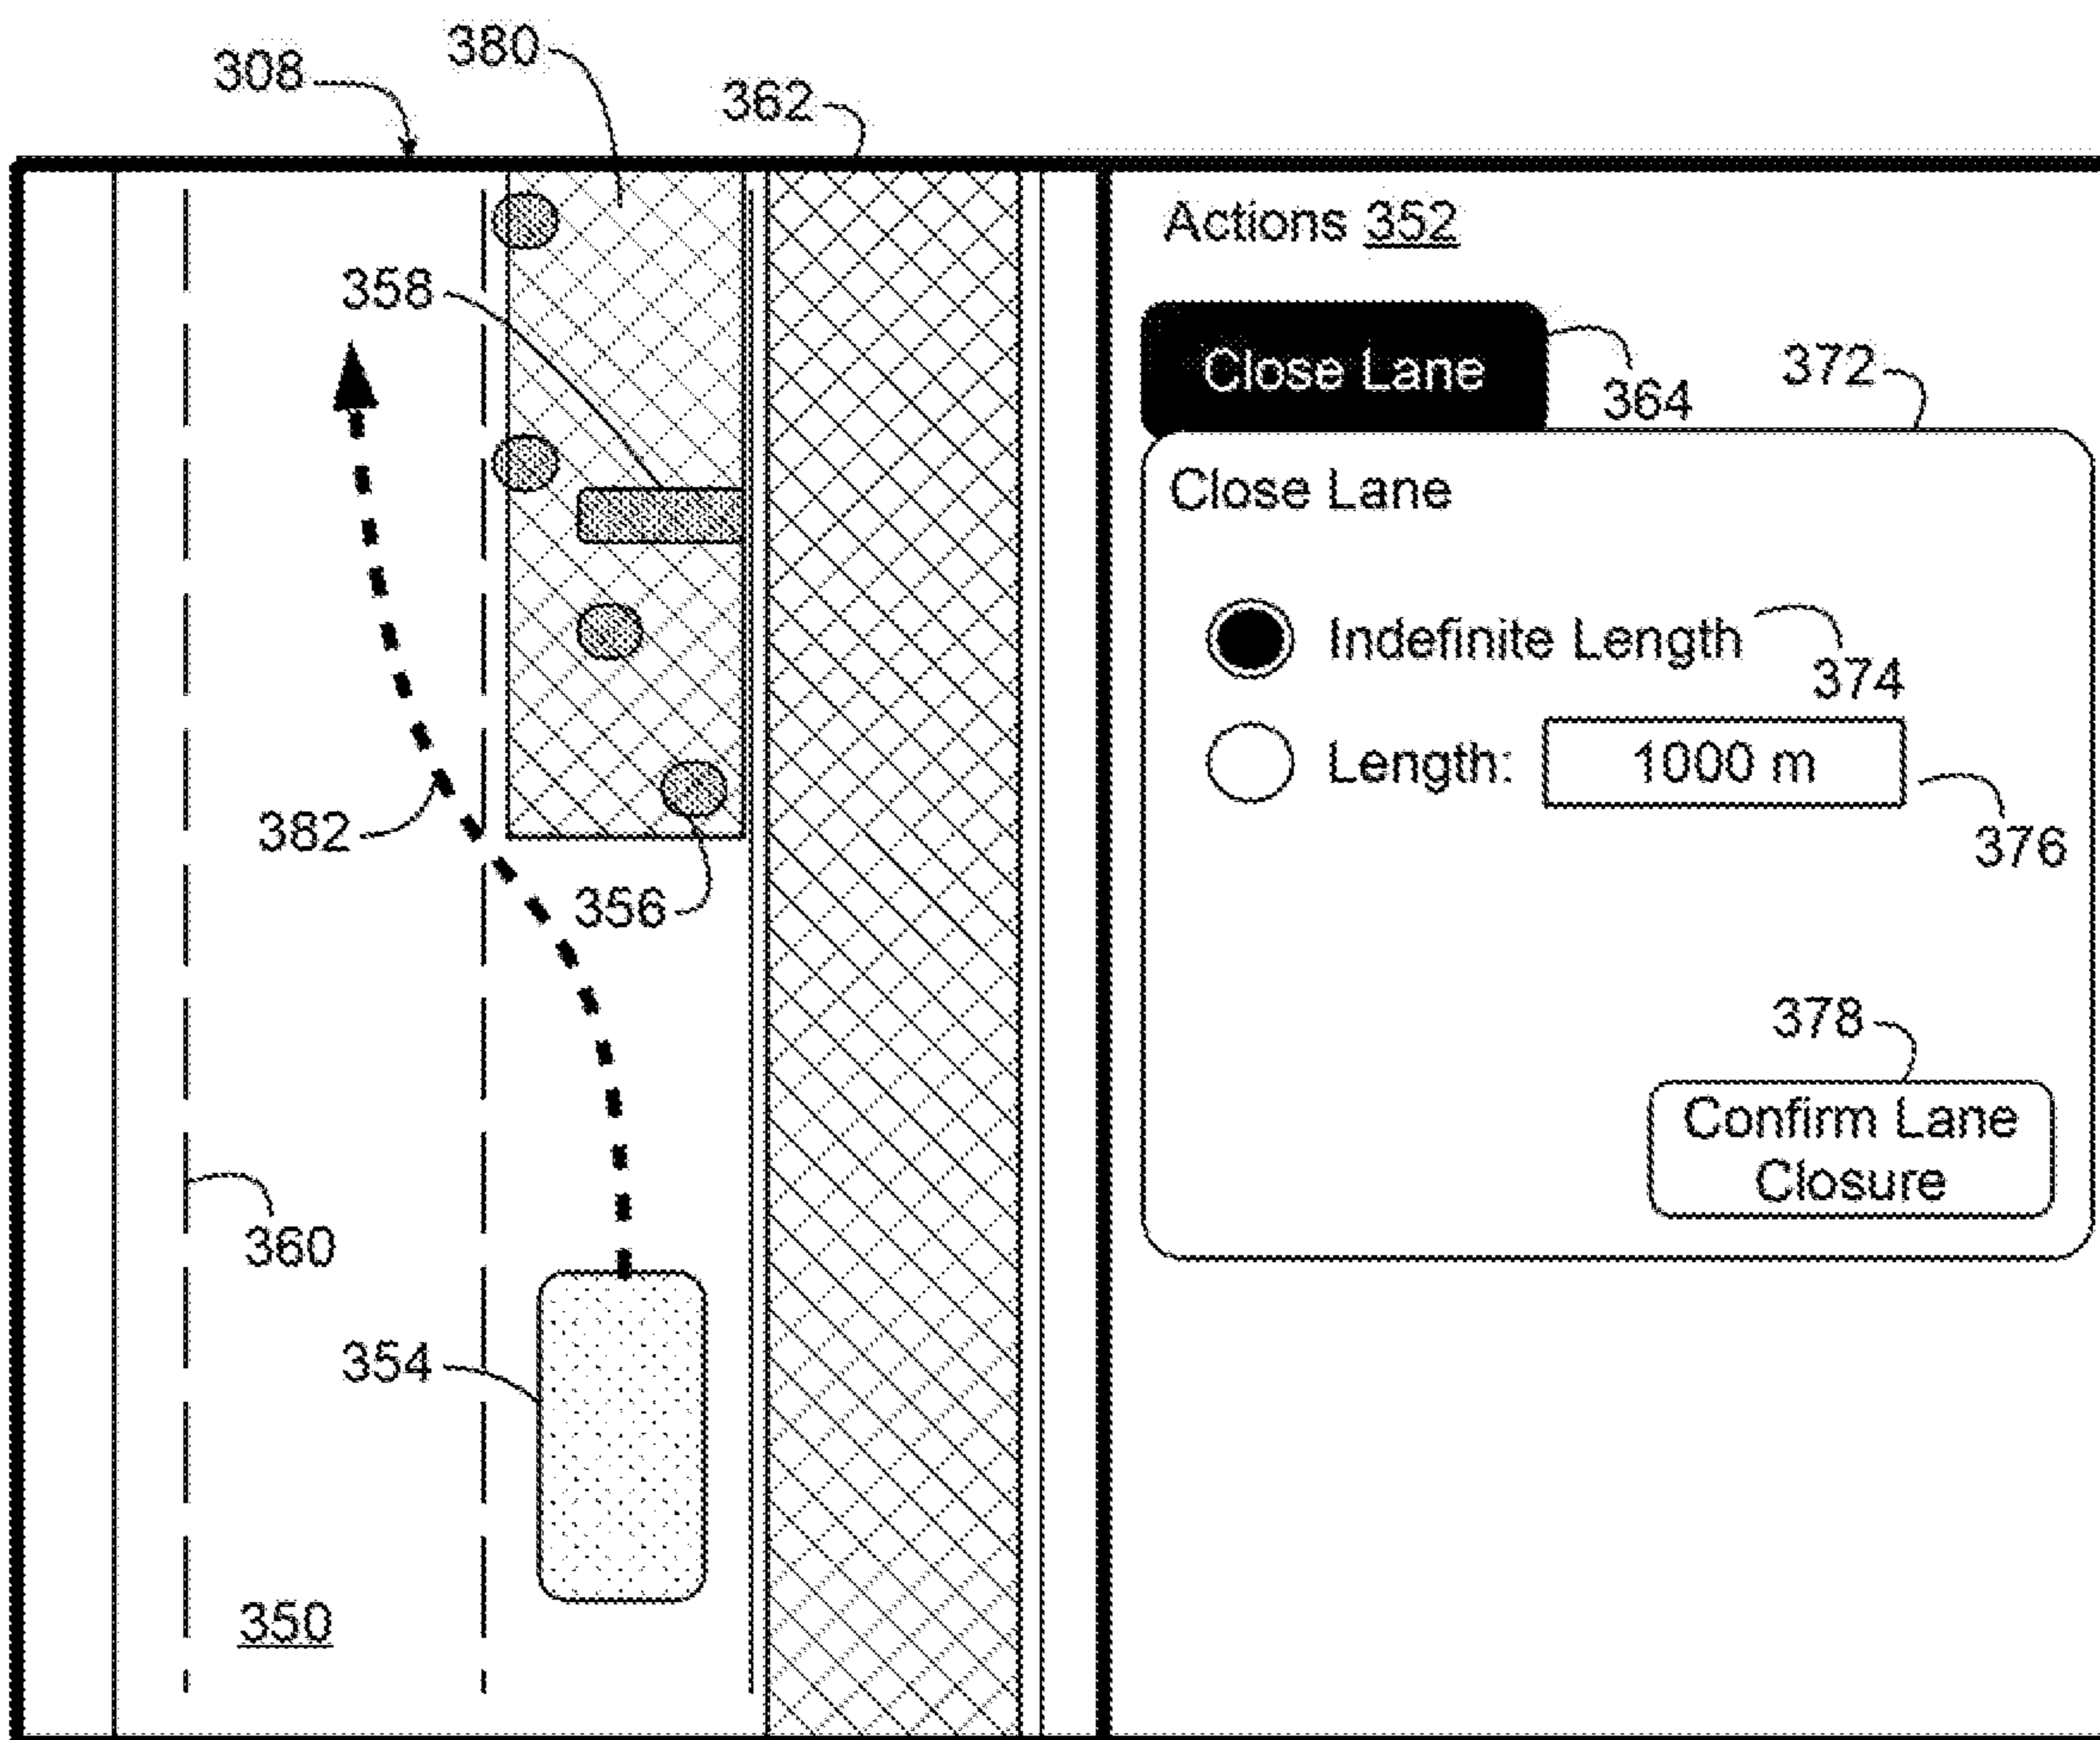 308
380
362
Actions 352
358
Close Lane
364
372
Close Lane
Indefinite Length
374
Length: 1000 m
376
382
356
378
Confirm Lane
Closure
360
354
350